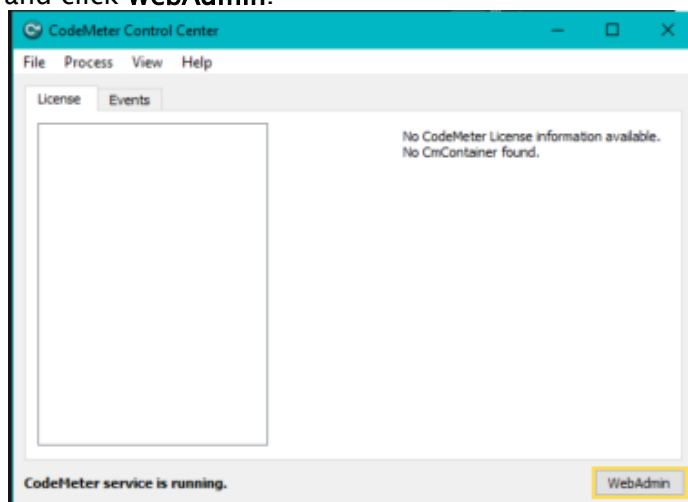 and click WebAdmin.
CodeMeter Control Center
File Process View Help
License Events
No CodeMeter License information available.
No CmContainer found.
CodeMeter service is running.
WebAdmin